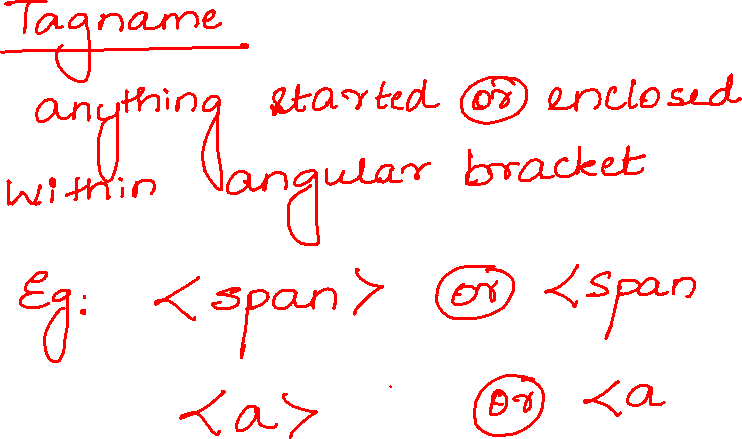 Tagname
anything started or enclosed
within angular bracket
Eg: <span> or <span
<a> or <a